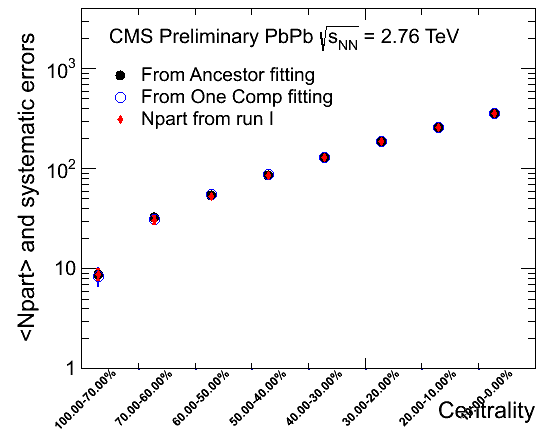 CMS Preliminary PbPb √sNN = 2.76 TeV
From Ancestor fitting
From One Comp fitting
Npart from run I
<Npart> and systematic errors
10³
10²
10
1
100.00-70.00%
70.00-60.00%
60.00-50.00%
50.00-40.00%
40.00-30.00%
30.00-20.00%
20.00-10.00%
-0.00%
Centrality